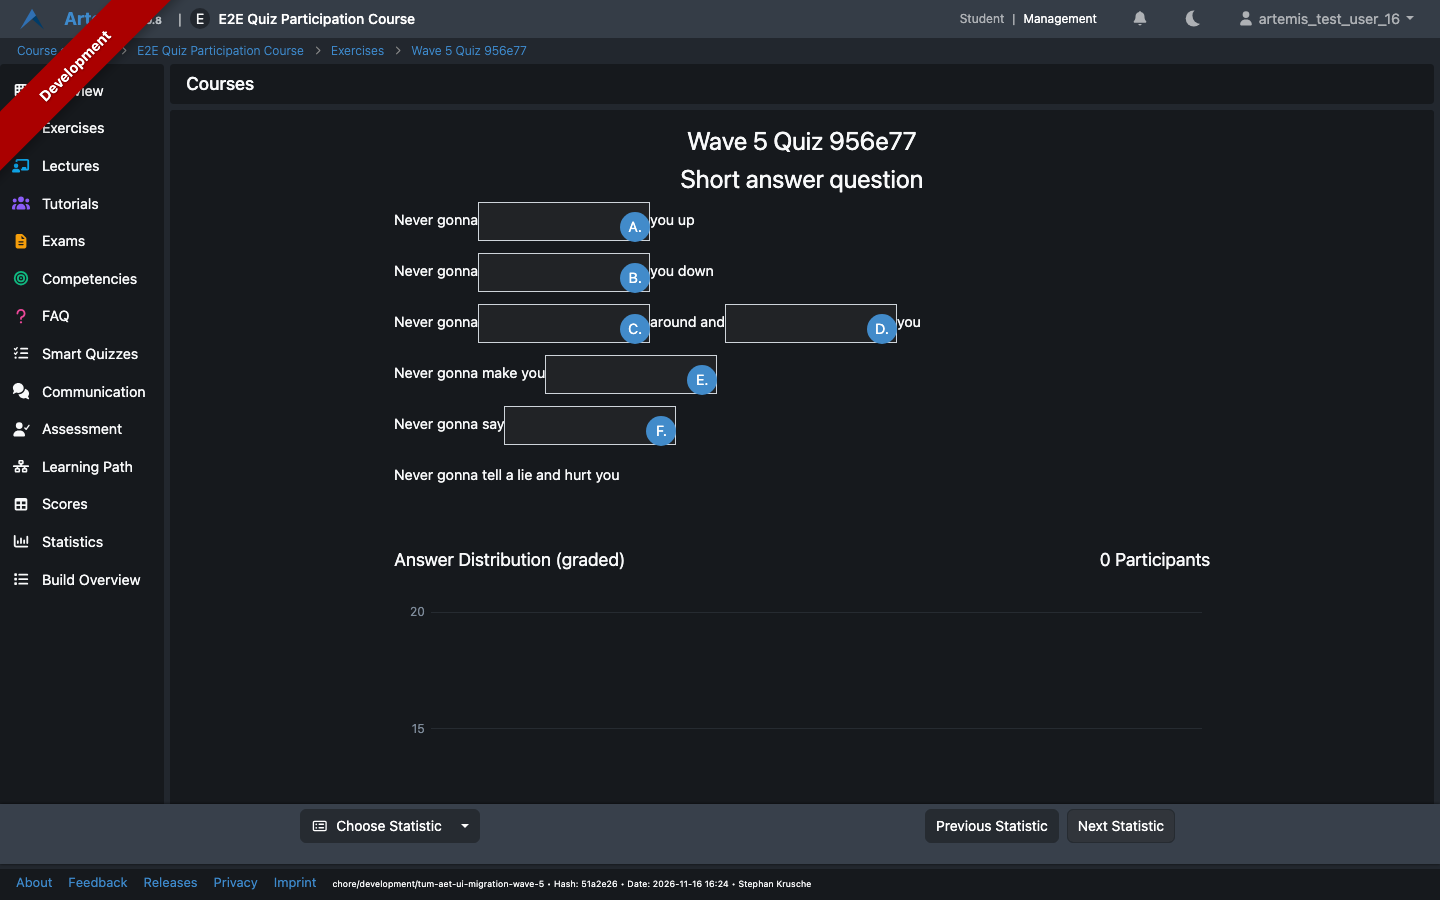 E E2E Quiz Participation Course
Student | Management
artemis_test_user_16
Development
Course
E2E Quiz Participation Course > Exercises > Wave 5 Quiz 956e77
Exercises
Lectures
Tutorials
Exams
Competencies
FAQ
Smart Quizzes
Communication
Assessment
Learning Path
Scores
Statistics
Build Overview
Courses
Wave 5 Quiz 956e77
Short answer question
Never gonna A. you up
Never gonna B. you down
Never gonna C. around and D. you
Never gonna make you E.
Never gonna say F.
Never gonna tell a lie and hurt you
Answer Distribution (graded)
0 Participants
20
15
Choose Statistic
Previous Statistic
Next Statistic
About Feedback Releases Privacy Imprint
chore/development/tum-aet-ui-migration-wave-5 • Hash: 51a2e26 • Date: 2026-11-16 16:24 • Stephan Krusche